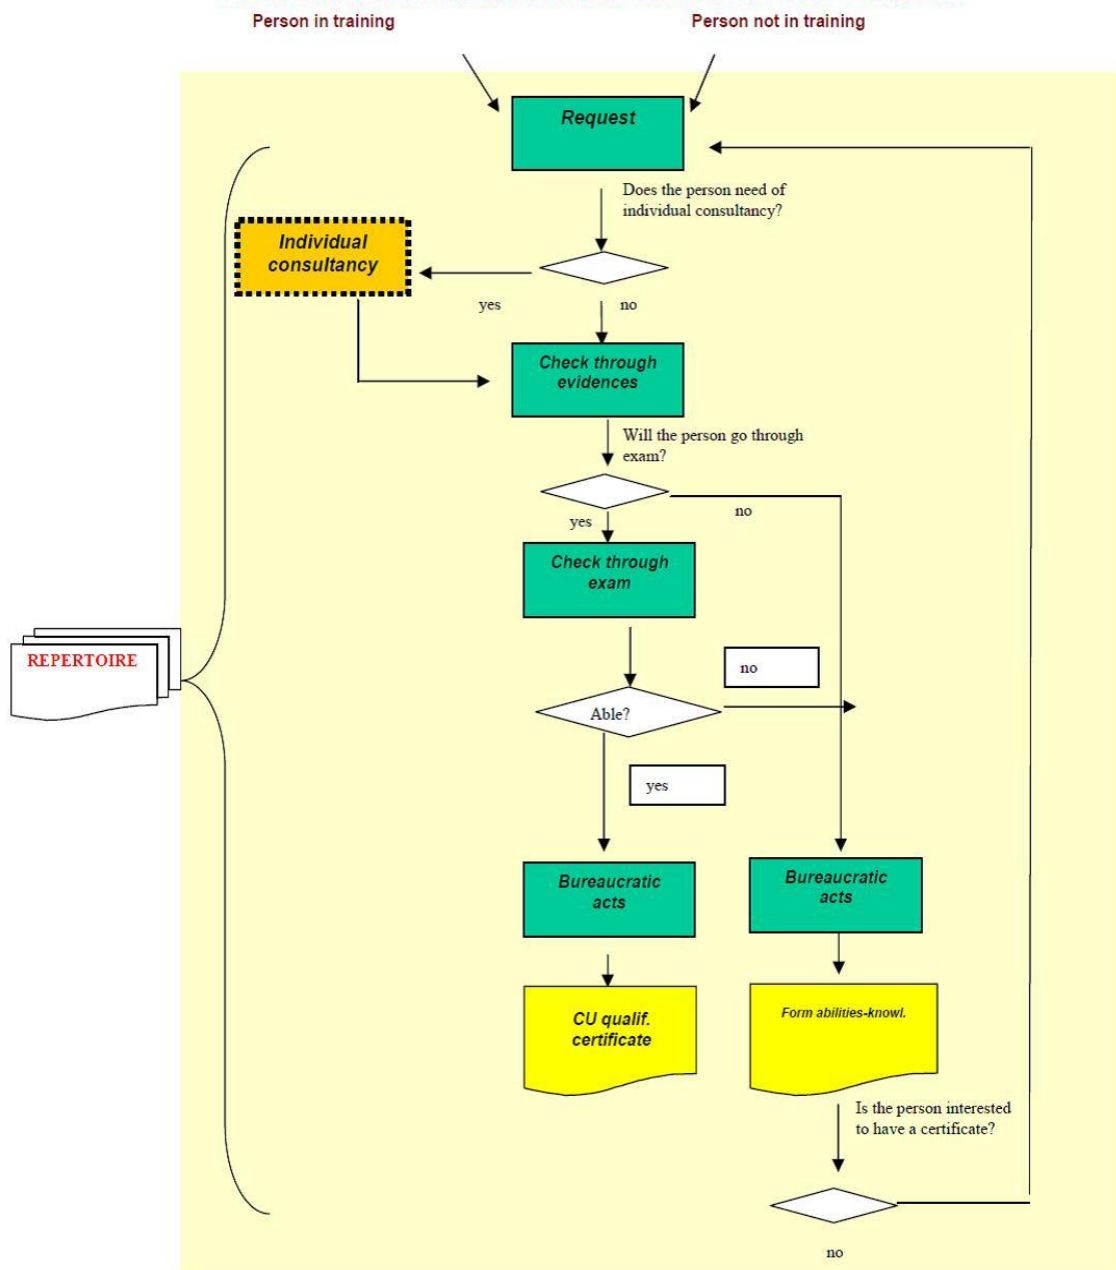 Person in training
Person not in training
Request
Does the person need of
individual consultancy?
Individual
consultancy
yes
no
Check through
evidences
Will the person go through
exam?
yes
no
Check through
exam
REPERTOIRE
no
Able?
yes
Bureaucratic
acts
Bureaucratic
acts
CU qualif.
certificate
Form abilities-knowl.
Is the person interested
to have a certificate?
no